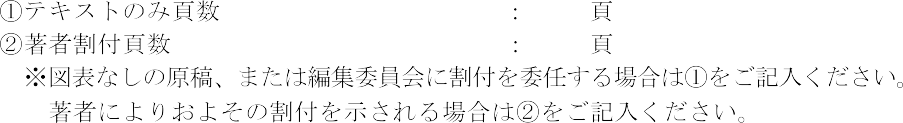 ①テキストのみ頁数　　　　　　　　　　　　：　　　頁
②著者割付頁数　　　　　　　　　　　　　　：　　　頁
※図表なしの原稿、または編集委員会に割付を委任する場合は①をご記入ください。
著者によりおよその割付を示される場合は②をご記入ください。